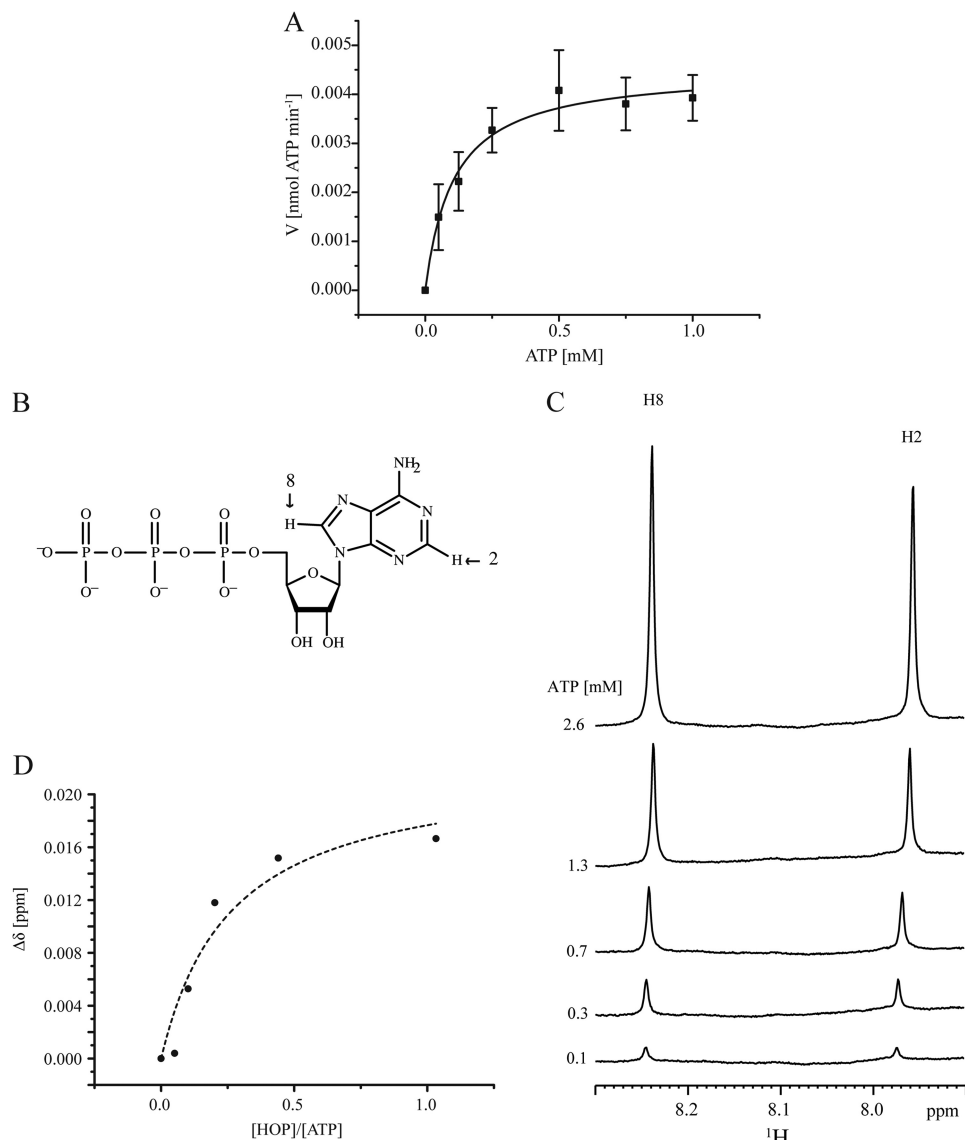 A
V [nmol ATP min⁻¹]
0.005
0.004
0.003
0.002
0.001
0.000
0.0 0.5 1.0
ATP [mM]
B
NH2
8
H
N
N
N
N
H
2
O O O
⁻O P O P O P O
O⁻ O⁻ O⁻
O
OH OH
C
H8
H2
ATP [mM]
2.6
1.3
0.7
0.3
0.1
8.2 8.1 8.0 ppm
¹H
D
Δδ [ppm]
0.020
0.016
0.012
0.008
0.004
0.000
0.0 0.5 1.0
[HOP]/[ATP]